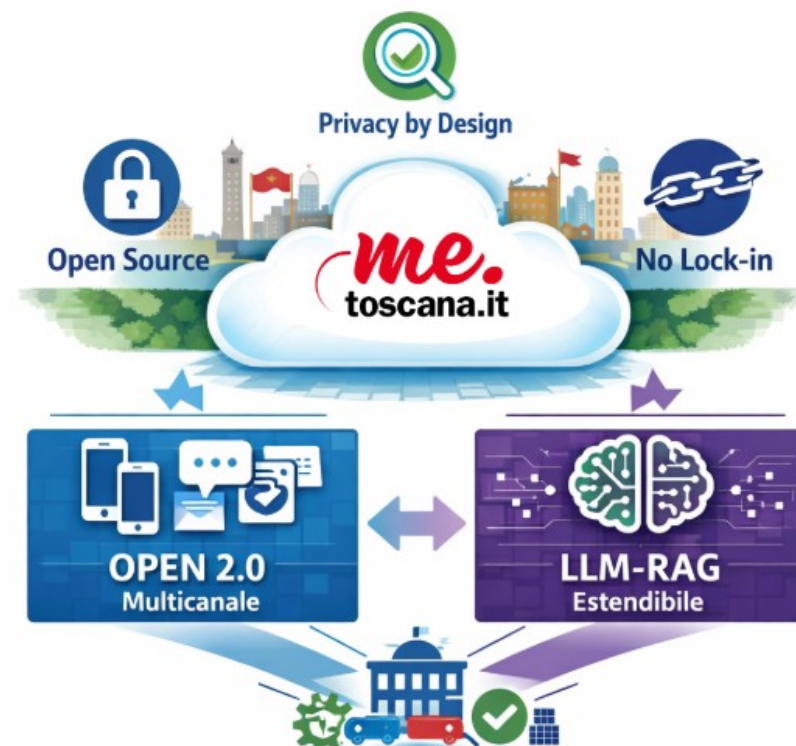 Privacy by Design
Open Source
No Lock-in
me.
toscana.it
OPEN 2.0
Multicanale
LLM-RAG
Estendibile